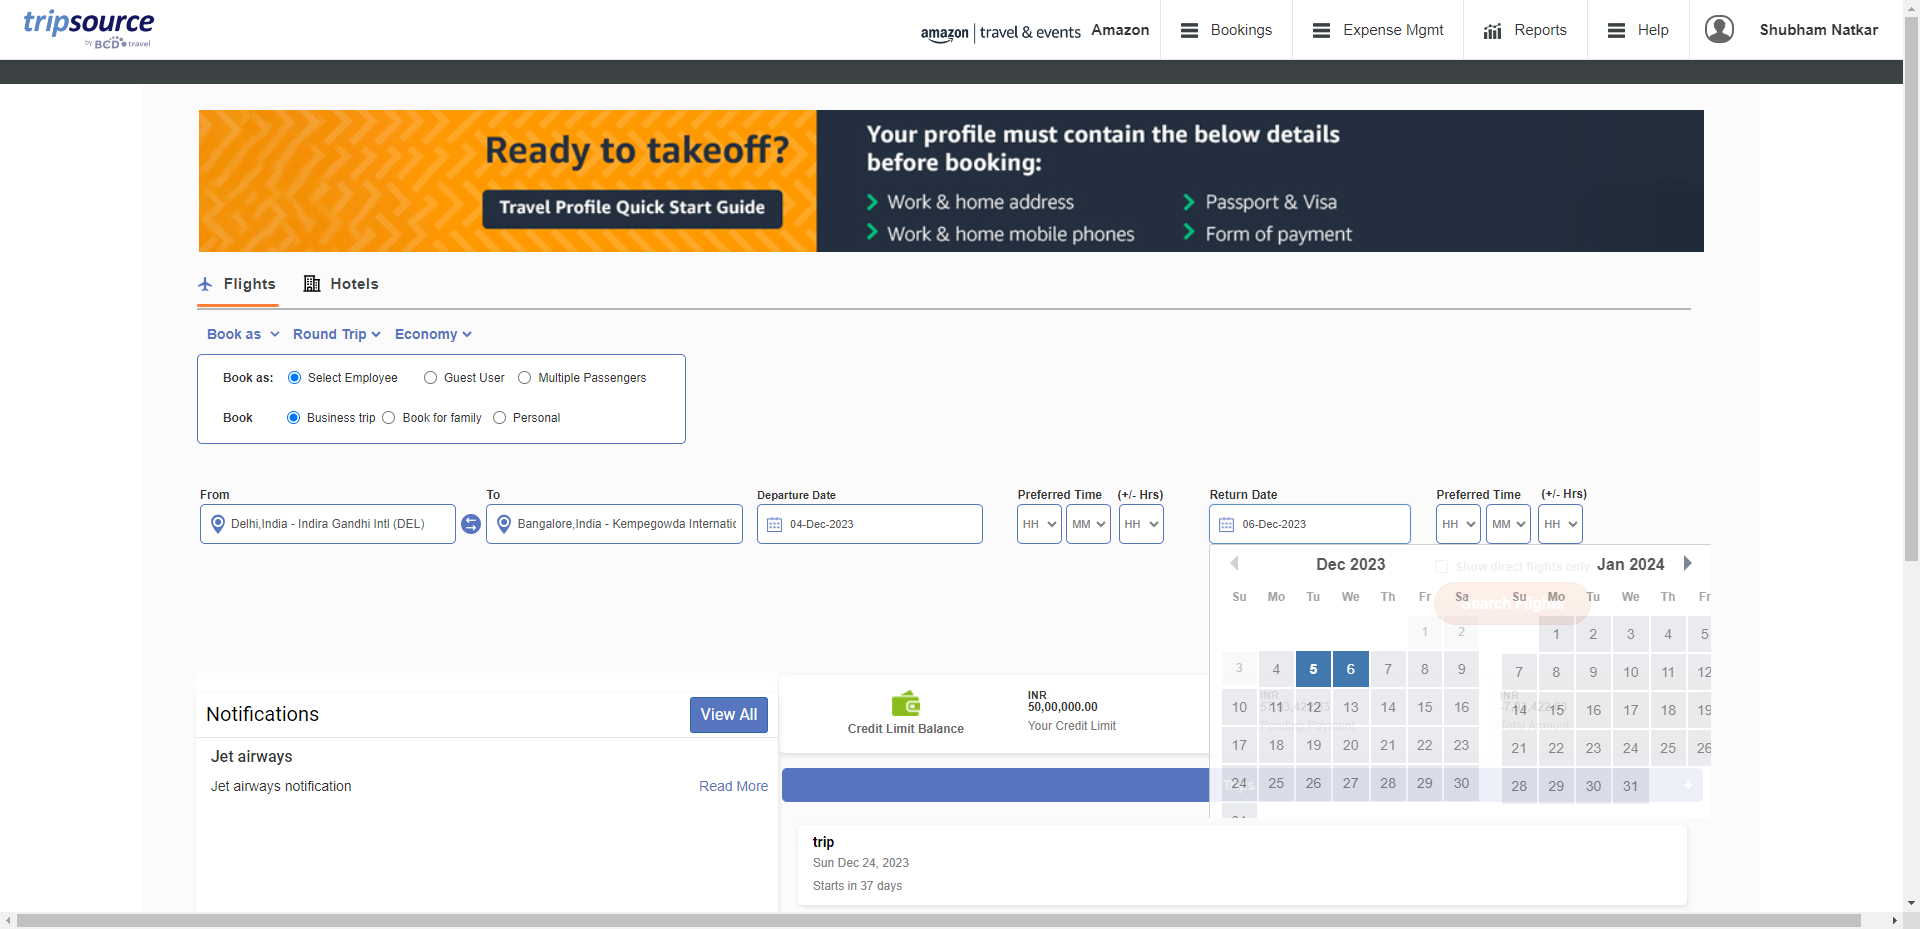 tripsource
by BCD travel
amazon | travel & events Amazon
Bookings
Expense Mgmt
Reports
Help
Shubham Natkar
Ready to takeoff?
Travel Profile Quick Start Guide
Your profile must contain the below details
before booking:
Work & home address
Passport & Visa
Work & home mobile phones
Form of payment
Flights
Hotels
Book as
Round Trip
Economy
Book as: Select Employee Guest User Multiple Passengers
Book Business trip Book for family Personal
From
To
Departure Date
Preferred Time (+/- Hrs)
Return Date
Preferred Time (+/- Hrs)
Delhi,India - Indira Gandhi Intl (DEL)
Bangalore,India - Kempegowda Internatio
04-Dec-2023
HH MM HH
06-Dec-2023
HH MM HH
Dec 2023
Show direct flights only
Jan 2024
Search Flights
Su Mo Tu We Th Fr Sa
Su Mo Tu We Th Fr
1 2
1 2 3 4 5
3 4 5 6 7 8 9
7 8 9 10 11 12
10 11 12 13 14 15 16
14 15 16 17 18 19
17 18 19 20 21 22 23
21 22 23 24 25 26
24 25 26 27 28 29 30
28 29 30 31
31
Notifications
View All
Jet airways
Jet airways notification
Read More
Credit Limit Balance
INR
50,00,000.00
Your Credit Limit
INR
Pending Payment
INR
Total Amount
Trips
+
trip
Sun Dec 24, 2023
Starts in 37 days